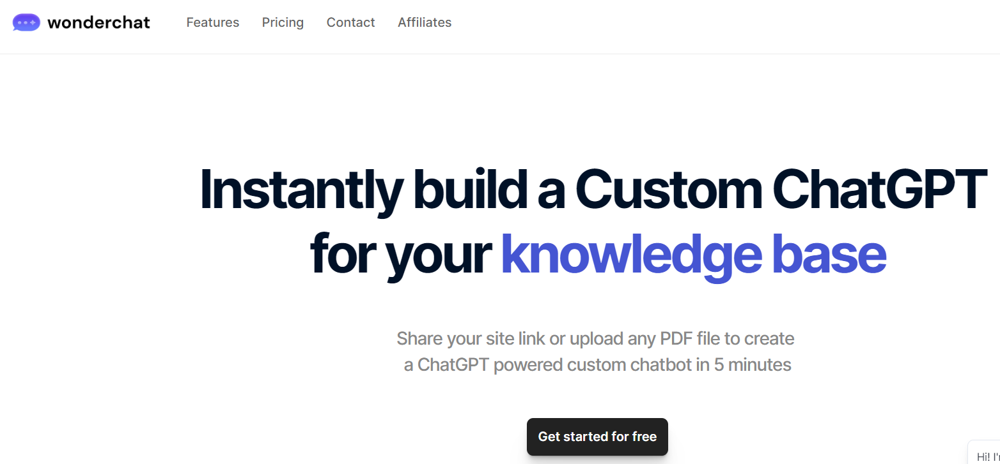 wonderchat Features Pricing Contact Affiliates
Instantly build a Custom ChatGPT
for your knowledge base
Share your site link or upload any PDF file to create
a ChatGPT powered custom chatbot in 5 minutes
Get started for free
Hi!